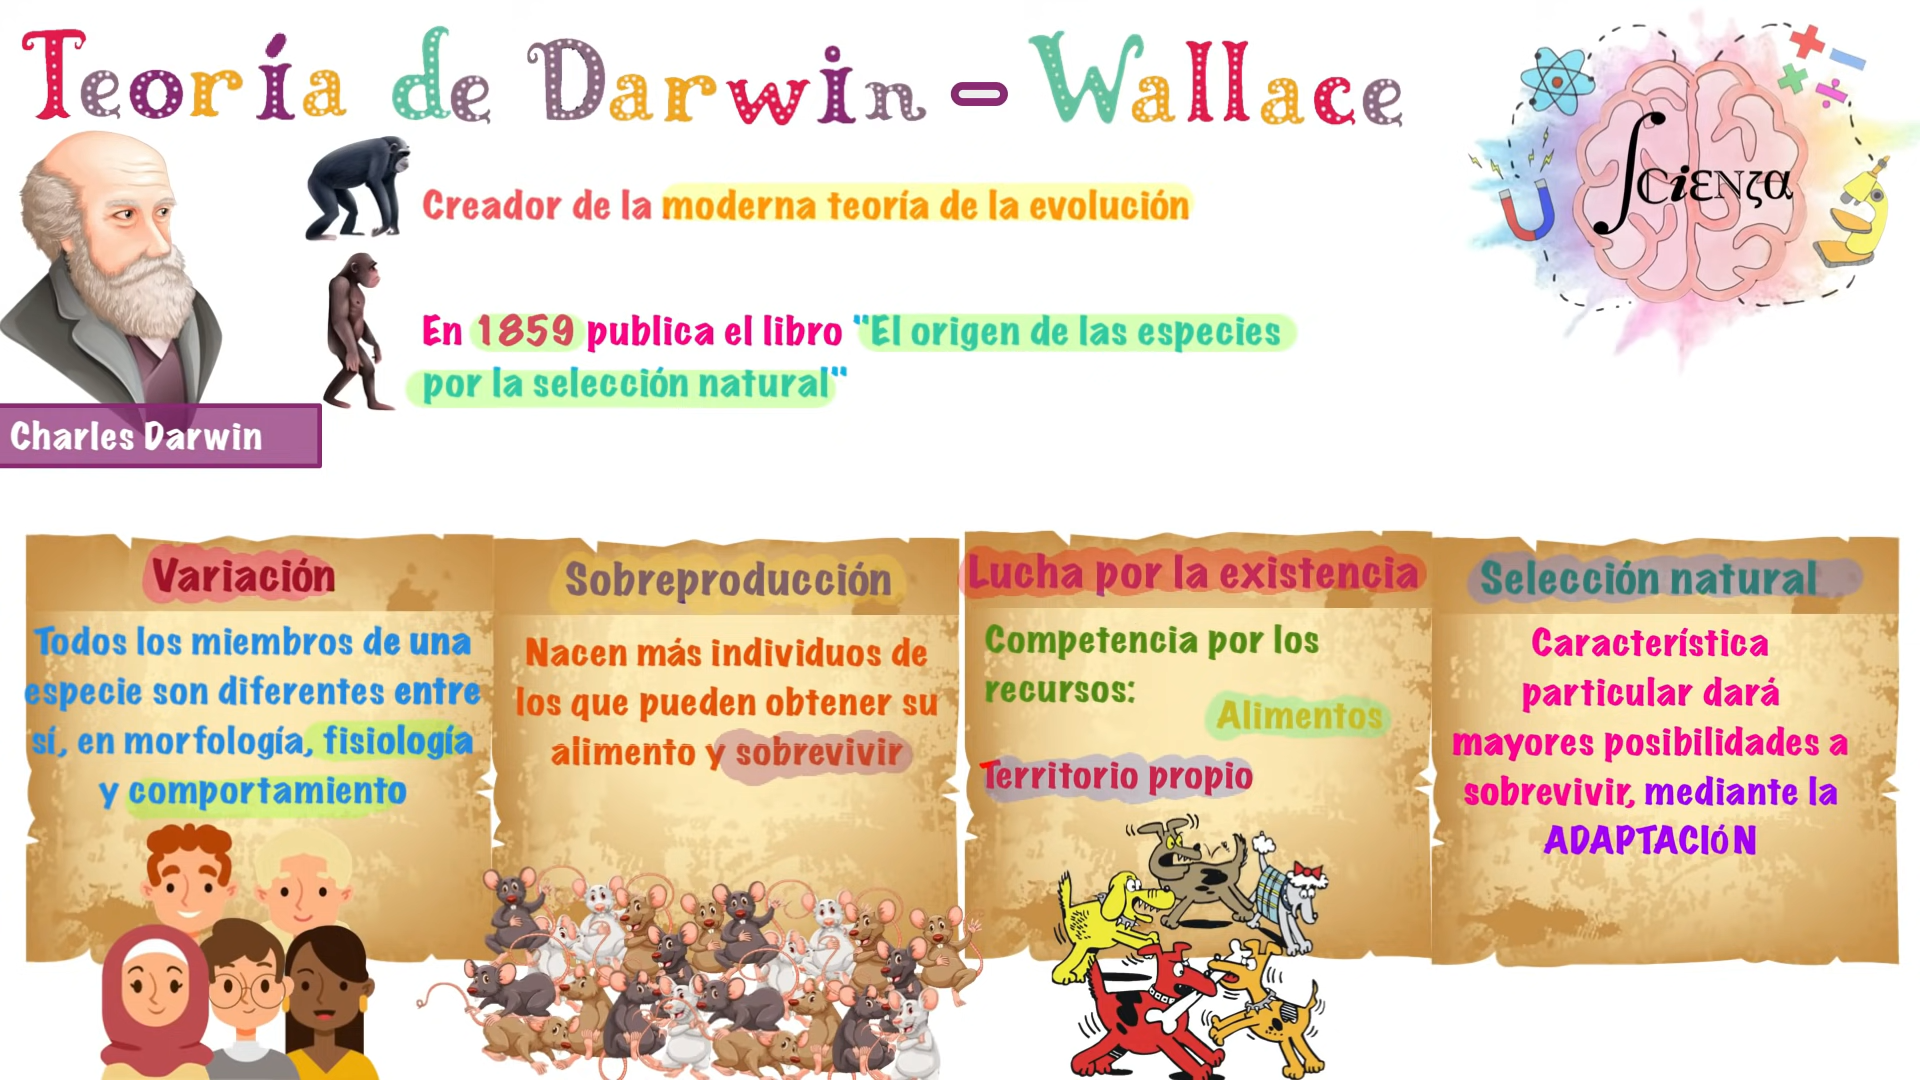 Teoría de Darwin - Wallace
ʃCiENζα
Creador de la moderna teoría de la evolución
En 1859 publica el libro "El origen de las especies
por la selección natural"
Charles Darwin
Variación
Todos los miembros de una
especie son diferentes entre
sí, en morfología, fisiología
y comportamiento
Sobreproducción
Nacen más individuos de
los que pueden obtener su
alimento y sobrevivir
Lucha por la existencia
Competencia por los
recursos:
Alimentos
Territorio propio
Selección natural
Característica
particular dará
mayores posibilidades a
sobrevivir, mediante la
ADAPTACIóN